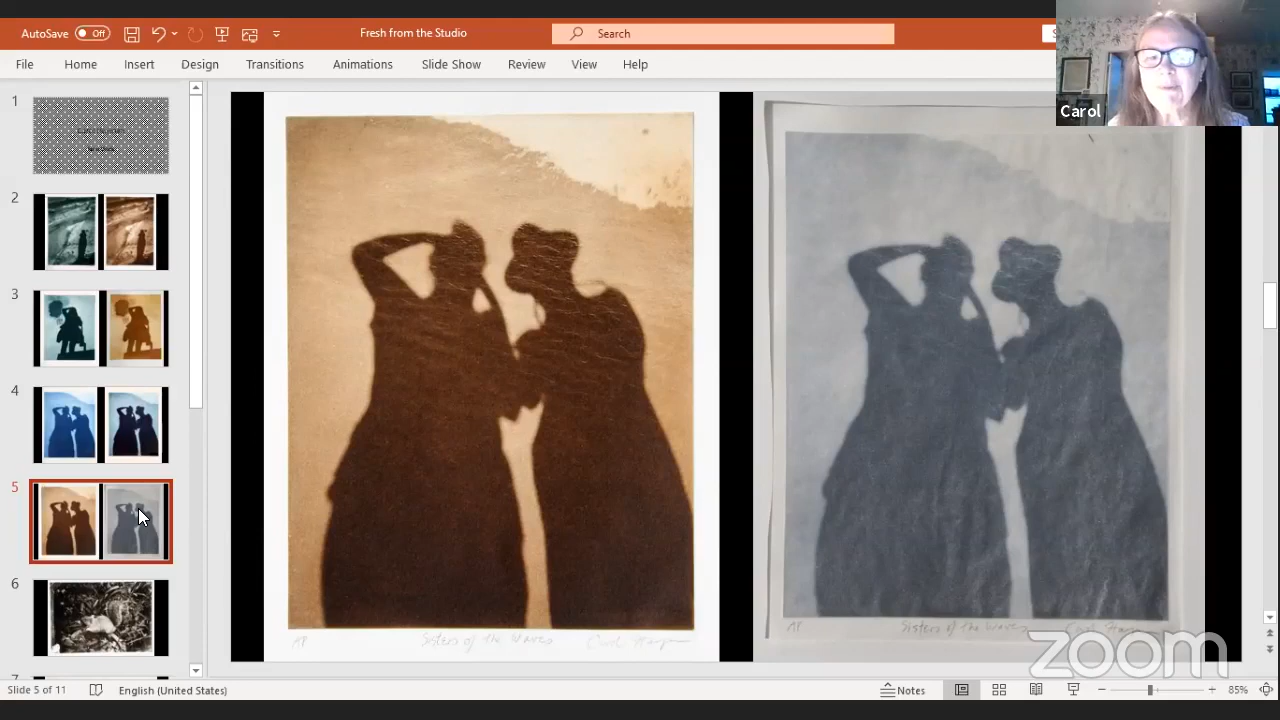 AutoSave Off
Fresh from the Studio
Search
File Home Insert Design Transitions Animations Slide Show Review View Help
Carol
1
2
3
4
5
6
AP Sisters of the Waves Carol
AP Sisters of the Waves Carol
zoom
Slide 5 of 11 English (United States) Notes 85%